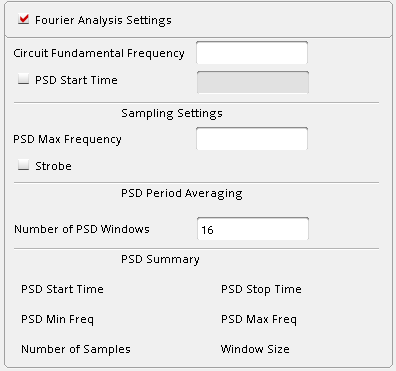 Fourier Analysis Settings
Circuit Fundamental Frequency
PSD Start Time
Sampling Settings
PSD Max Frequency
Strobe
PSD Period Averaging
Number of PSD Windows 16
PSD Summary
PSD Start Time PSD Stop Time
PSD Min Freq PSD Max Freq
Number of Samples Window Size